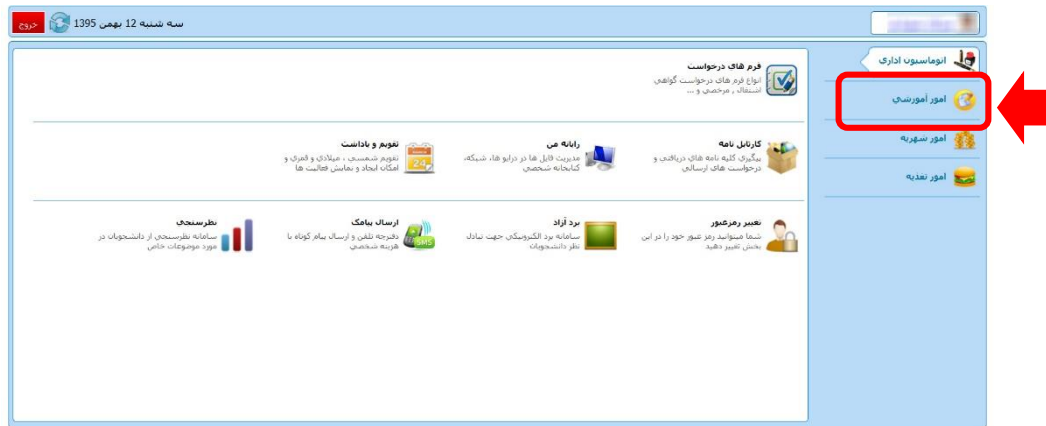 سه شنبه 12 بهمن 1395
خروج
اتوماسیون اداری
امور آموزشي
امور شهریه
امور تغذیه
فرم های درخواست
انواع فرم های درخواست گواهی
اشتغال , مرخصی و ...
کارتابل نامه
پیگیری کلیه نامه های دریافتی و
درخواست های ارسالی
رایانه من
مدیریت فایل ها در درایو ها، شبکه،
کتابخانه شخصی
تقویم و یاداشت
تقویم شمسی ، میلادی و قمری و
امکان ایجاد و نمایش فعالیت ها
24
تغییر رمزعبور
شما میتوانید رمز عبور خود را در این
بخش تغییر دهید
برد آزاد
سامانه برد الکترونیکی جهت تبادل
نظر دانشجویان
ارسال پیامک
دفترچه تلفن و ارسال پیام کوتاه با
هزینه شخصی
SMS
نظرسنجی
سامانه نظرسنجی از دانشجویان در
مورد موضوعات خاص